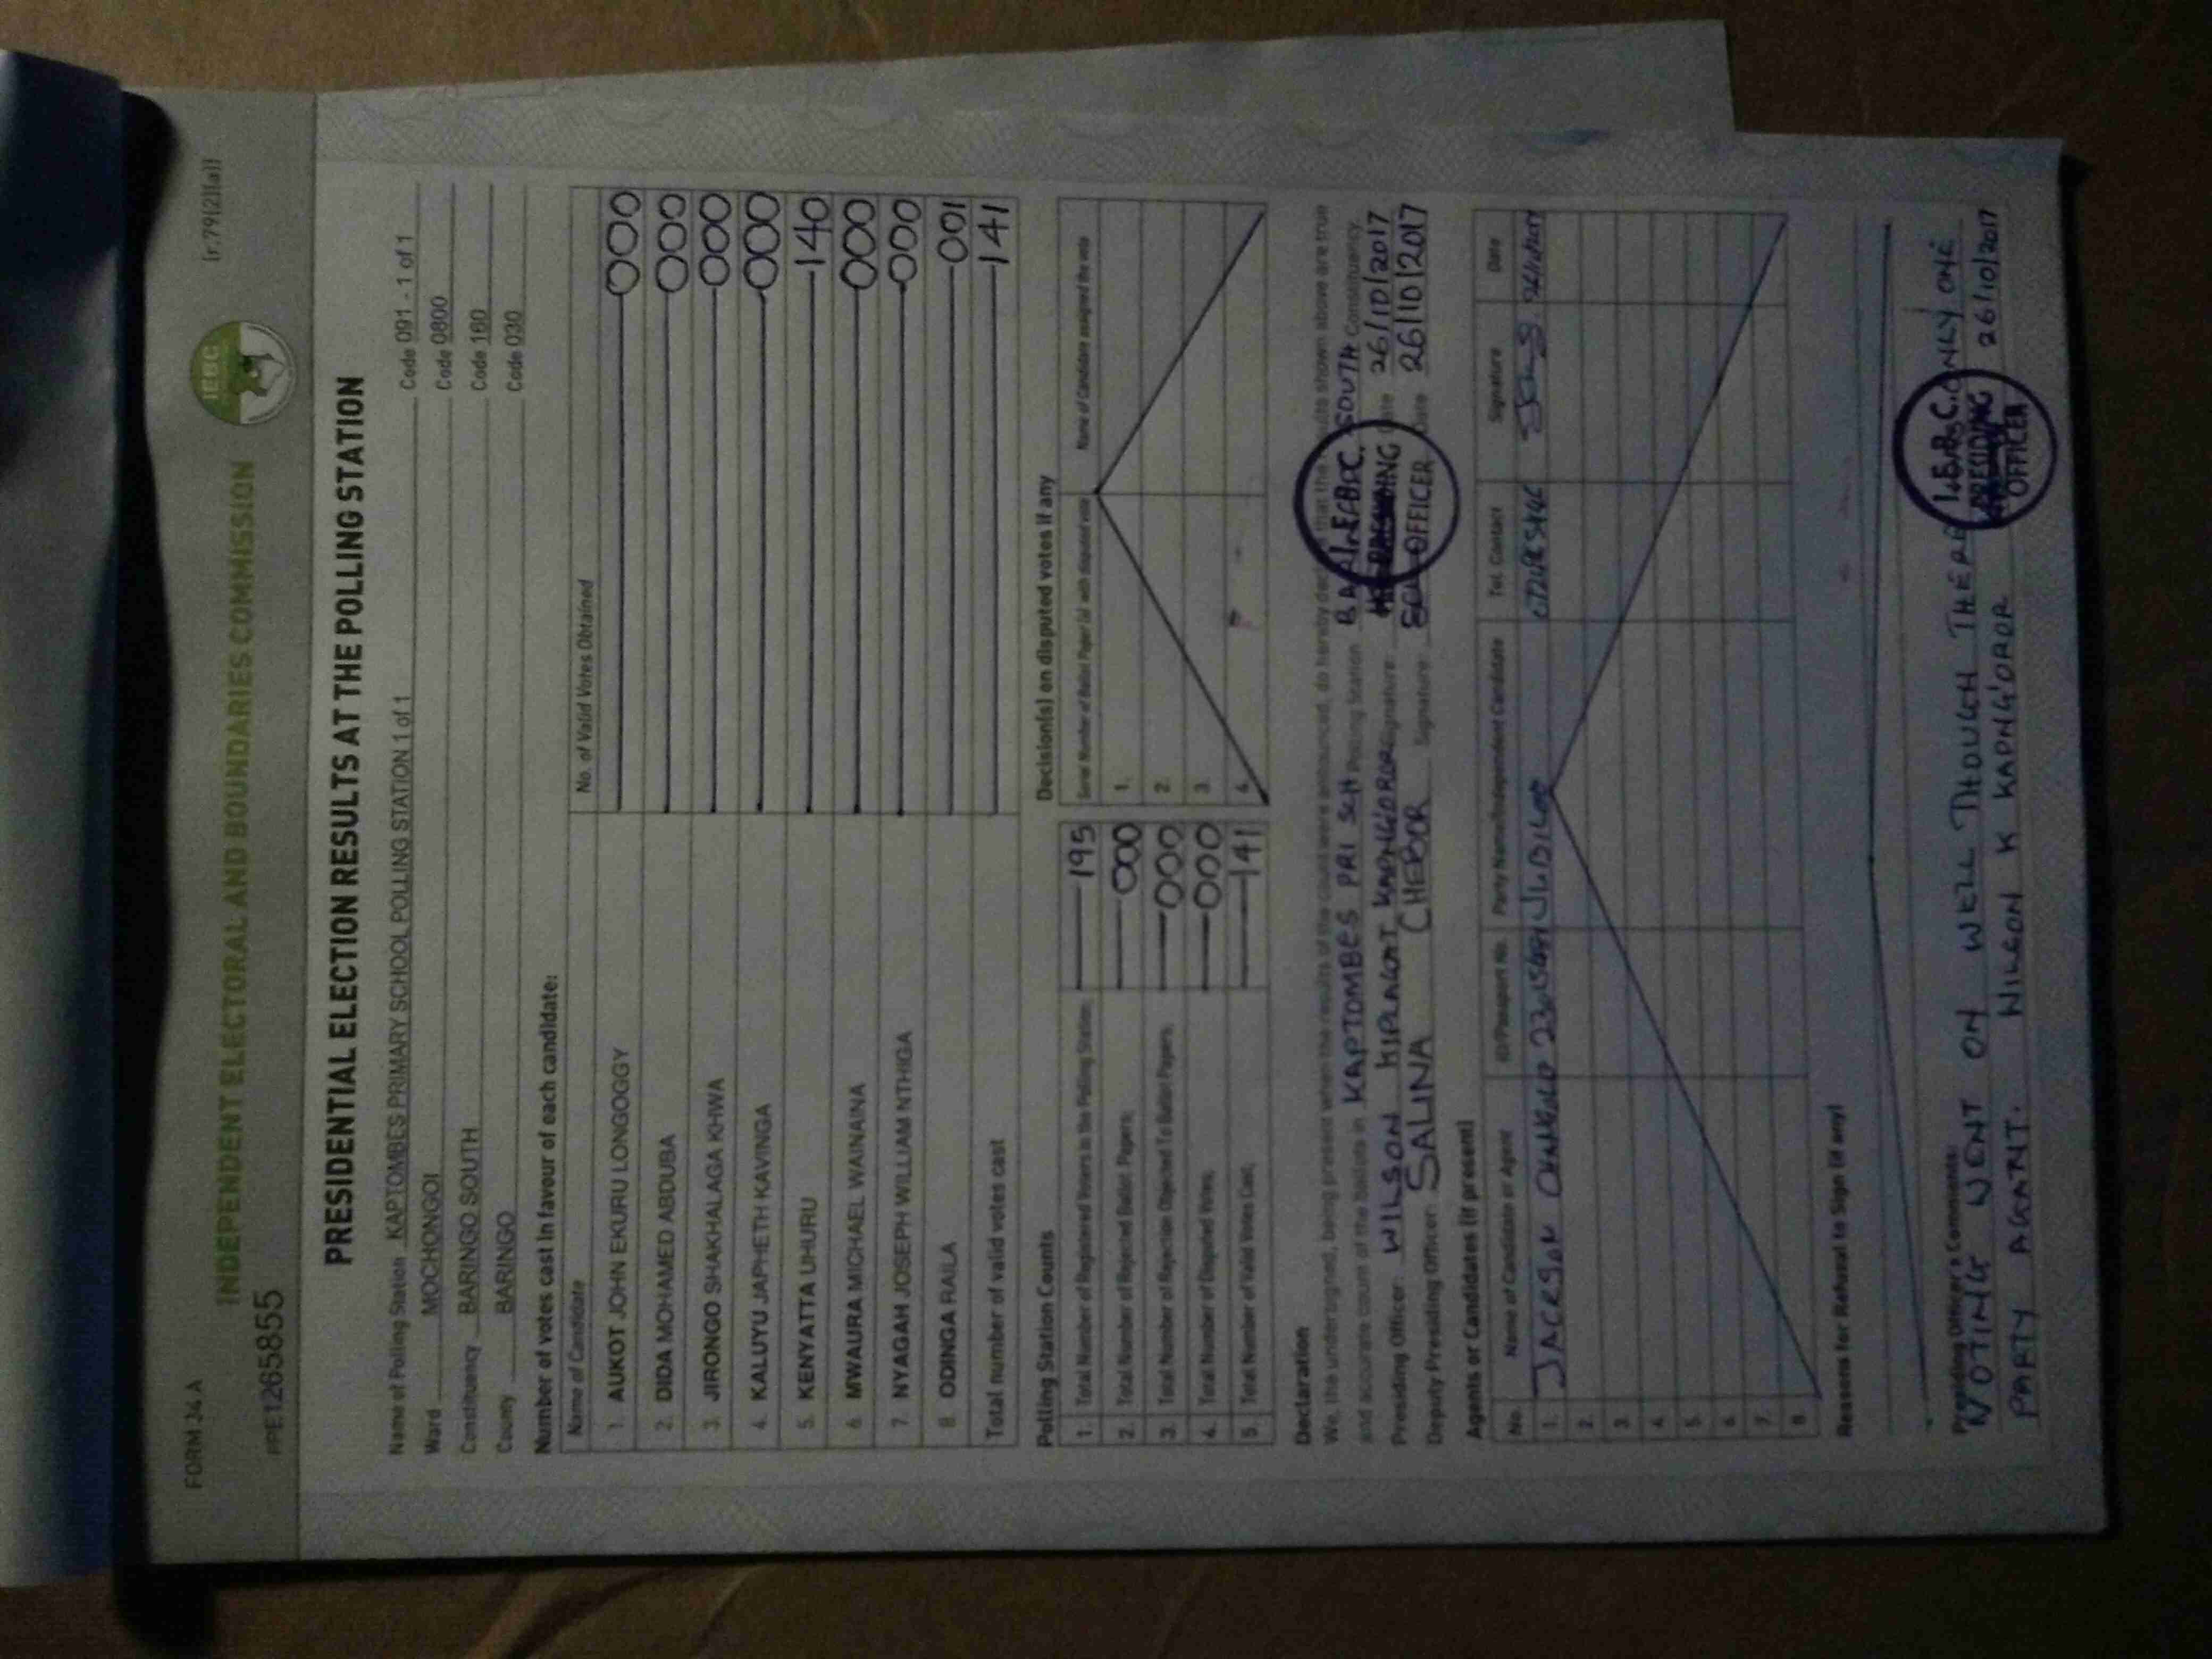 FORM 34A
[r.79(2)(a)]
INDEPENDENT ELECTORAL AND BOUNDARIES COMMISSION
IEBC
PPE1265855
PRESIDENTIAL ELECTION RESULTS AT THE POLLING STATION
Name of Polling Station KAPTOMBES PRIMARY SCHOOL POLLING STATION 1 of 1 Code 091 - 1 of 1
Ward MOCHONGOI Code 0800
Constituency BARINGO SOUTH Code 160
County BARINGO Code 030
Number of votes cast in favour of each candidate:
Name of Candidate No. of Valid Votes Obtained
1. AUKOT JOHN EKURU LONGOGGY 000
2. DIDA MOHAMED ABDUBA 000
3. JIRONGO SHAKHALAGA KHWA 000
4. KALUYU JAPHETH KAVINGA 000
5. KENYATTA UHURU 140
6. MWAURA MICHAEL WAINAINA 000
7. NYAGAH JOSEPH WILLIAM NTHIGA 000
8. ODINGA RAILA 001
Total number of valid votes cast 141
Polling Station Counts
1. Total Number of Registered Voters in the Polling Station 195
2. Total Number of Rejected Ballot Papers 000
3. Total Number of Rejection Objected To Ballot Papers 000
4. Total Number of Disputed Votes 000
5. Total Number of Valid Votes Cast 141
Decision(s) on disputed votes if any
Serial Number of Ballot Paper (s) with disputed vote Name of Candidate assigned the vote
1.
2.
3.
4.
Declaration
We, the undersigned, being present when the results of the count were announced, do hereby declare that the results shown above are true
and accurate count of the ballots in KAPTOMBES PRI SCH Polling Station SOUTH Constituency.
Presiding Officer: WILSON KIPLAGAT KAPNG'OROR Signature: Date 26/10/2017
Deputy Presiding Officer: SALINA CHEBOR Signature: Date 26/10/2017
I.E.B.C. PRESIDING OFFICER
Agents or Candidates (if present)
No. Name of Candidate or Agent ID/Passport No. Party Name/Independent Candidate Tel. Contact Signature Date
1. JACKSON JUBILEE
2.
3.
4.
5.
6.
7.
8.
Reasons for Refusal to Sign (if any)
Presiding Officer's Comments:
VOTING WENT ON WELL THOUGH THERE ONLY ONE
PARTY AGENT. WILSON K KAPNG'OROR 26/10/2017
I.E.B.C. PRESIDING OFFICER